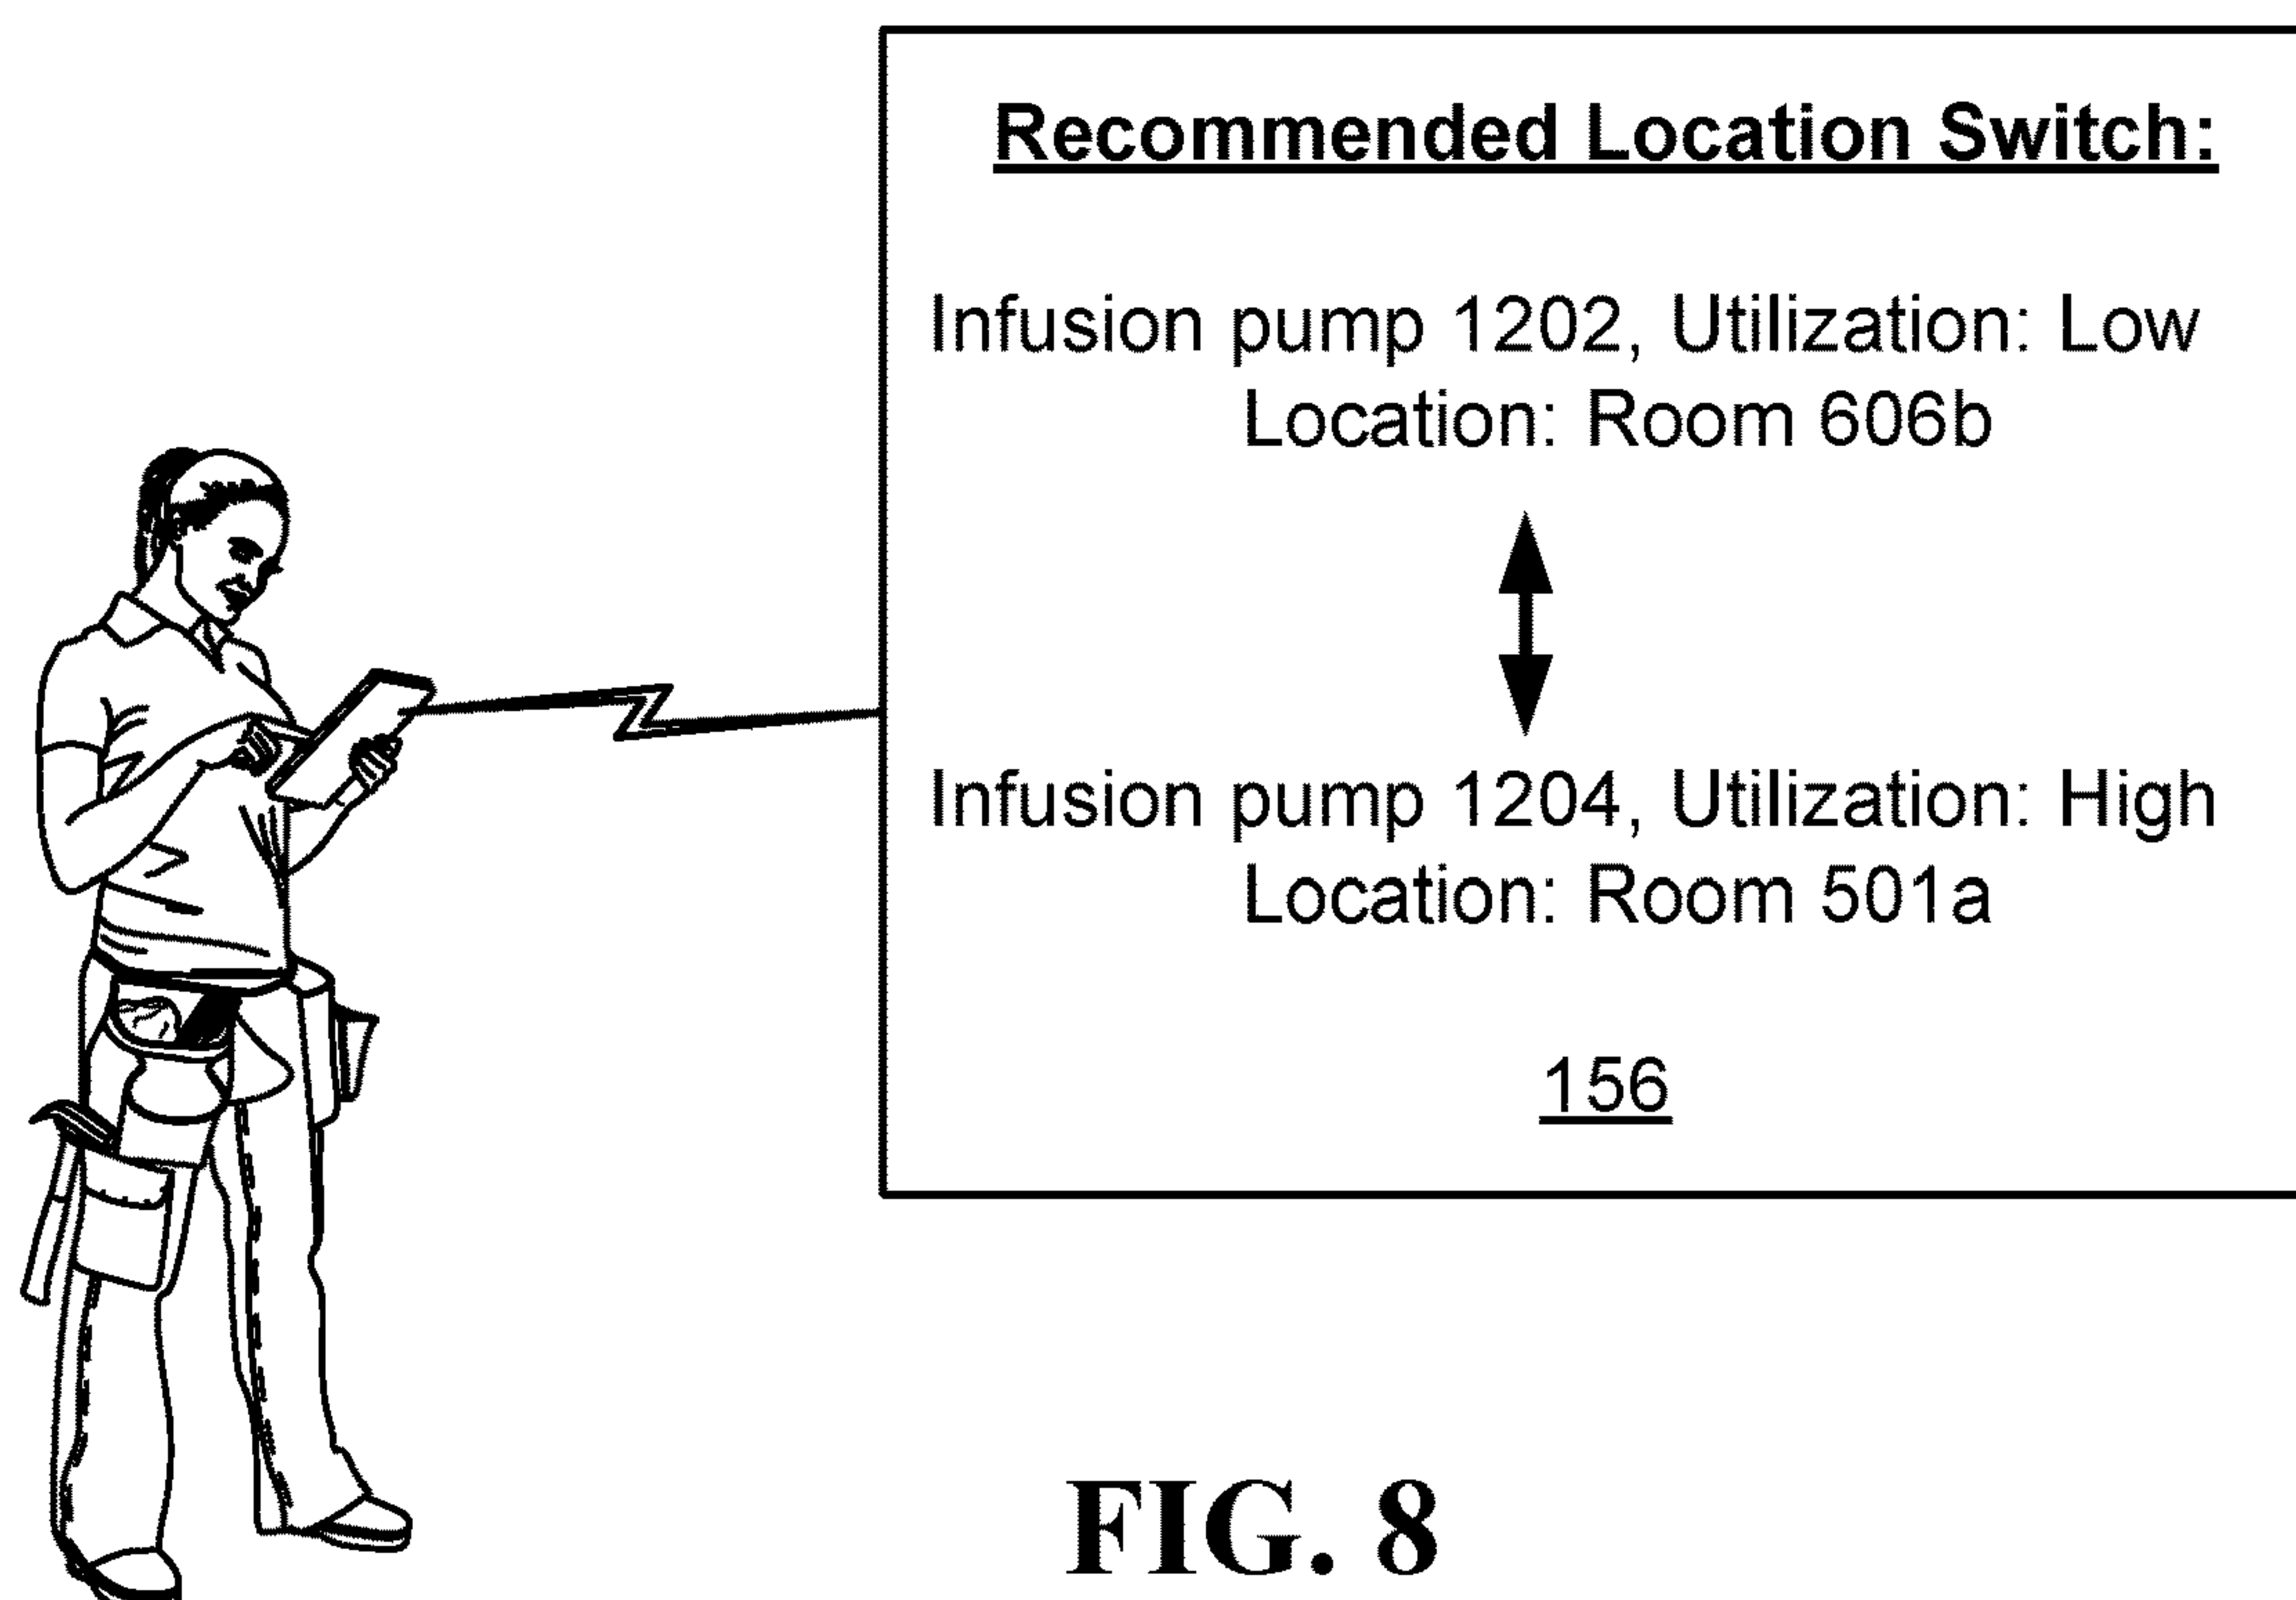 Recommended Location Switch:
Infusion pump 1202, Utilization: Low
Location: Room 606b
Infusion pump 1204, Utilization: High
Location: Room 501a
156
FIG. 8